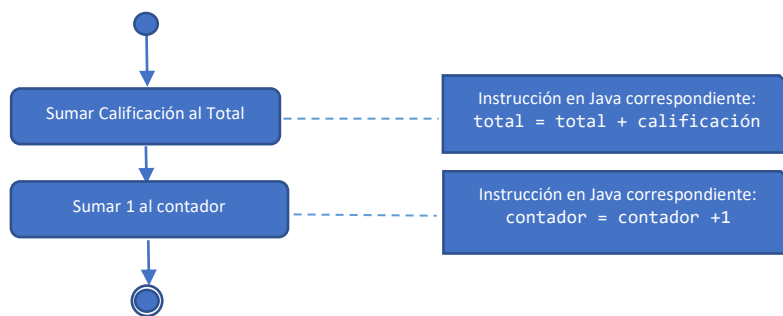 Sumar Calificación al Total
Instrucción en Java correspondiente:
total = total + calificación
Sumar 1 al contador
Instrucción en Java correspondiente:
contador = contador +1